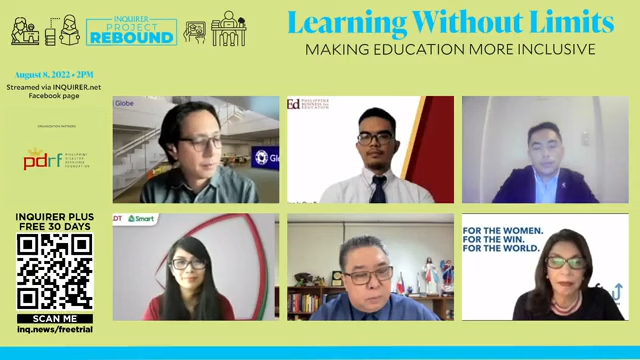 INQUIRER
PROJECT
REBOUND
Learning Without Limits
MAKING EDUCATION MORE INCLUSIVE
August 8, 2022 • 2PM
Streamed via INQUIRER.net
Facebook page
pdrf
PHILIPPINE
DISASTER
RESILIENCE
FOUNDATION
INQUIRER PLUS
FREE 30 DAYS
SCAN ME
inq.news/freetrial
Globe
Ed
PHILIPPINE
BUSINESS for
EDUCATION
LDT
Smart
FOR THE WOMEN.
FOR THE WIN.
FOR THE WORLD.